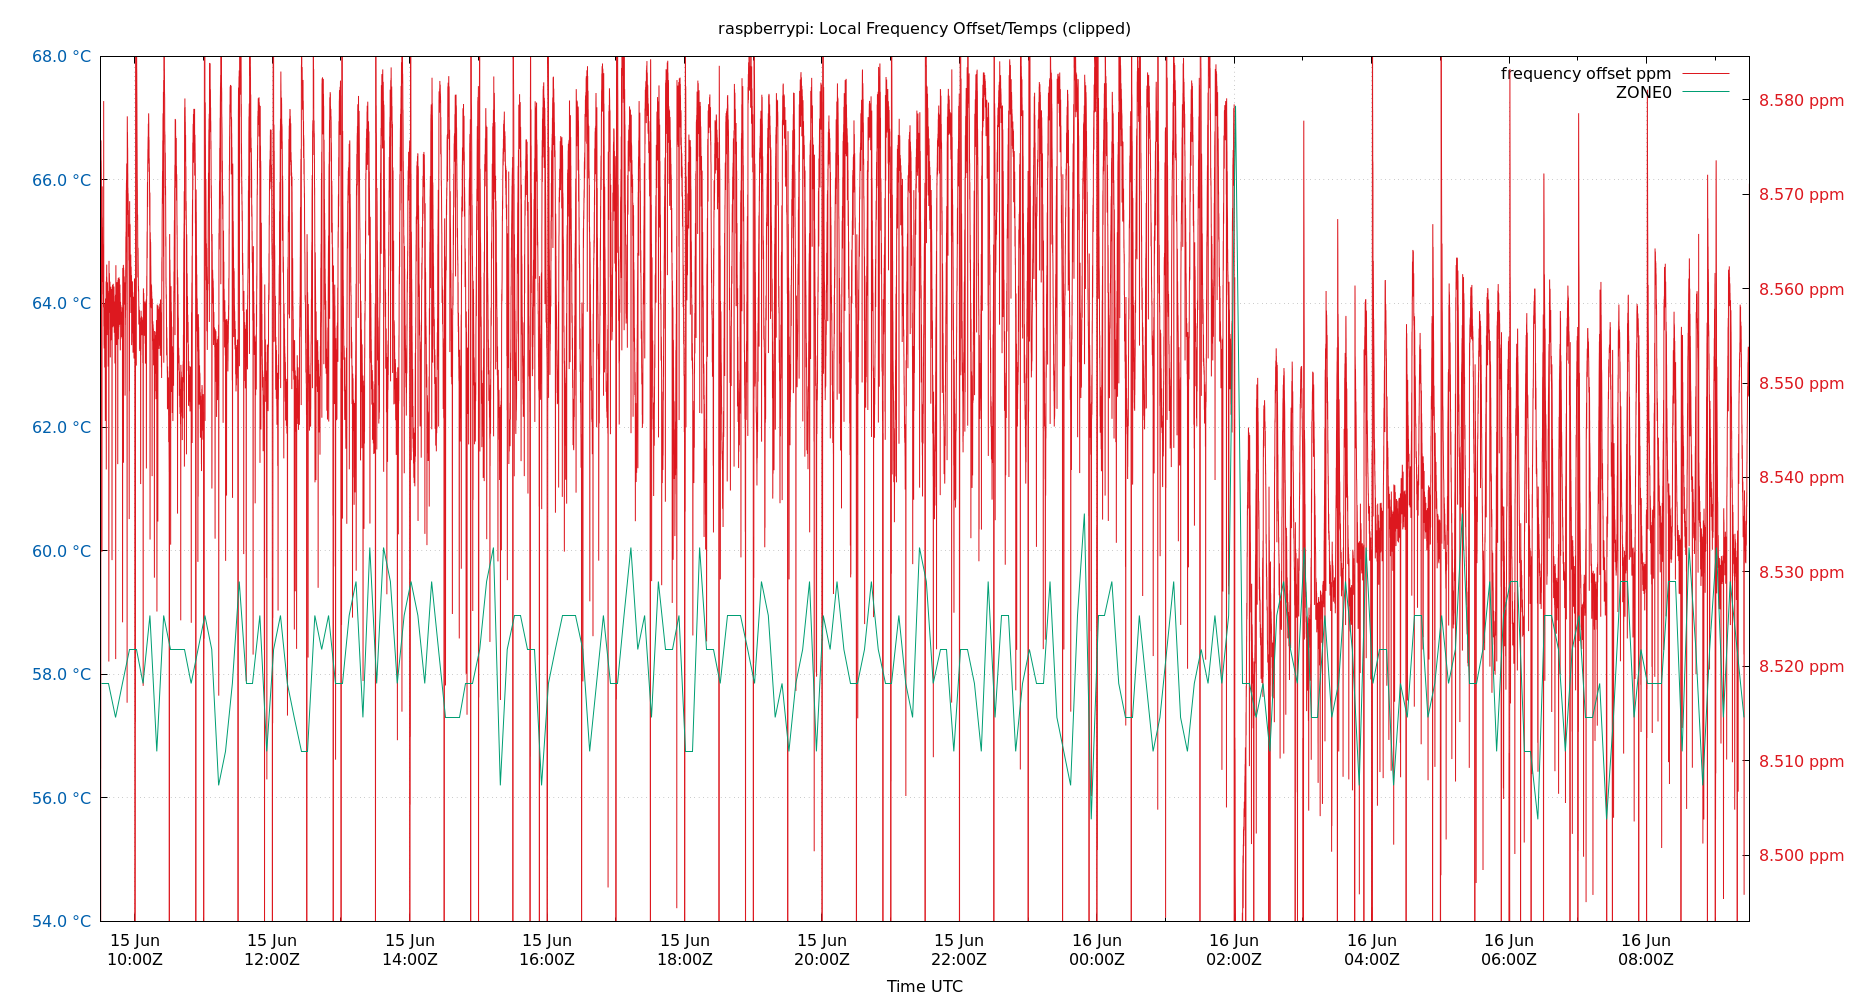 raspberrypi: Local Frequency Offset/Temps (clipped)
68.0 °C
66.0 °C
64.0 °C
62.0 °C
60.0 °C
58.0 °C
56.0 °C
54.0 °C
frequency offset ppm
ZONE0
8.580 ppm
8.570 ppm
8.560 ppm
8.550 ppm
8.540 ppm
8.530 ppm
8.520 ppm
8.510 ppm
8.500 ppm
15 Jun 15 Jun 15 Jun 15 Jun 15 Jun 15 Jun 15 Jun 16 Jun 16 Jun 16 Jun 16 Jun 16 Jun
10:00Z 12:00Z 14:00Z 16:00Z 18:00Z 20:00Z 22:00Z 00:00Z 02:00Z 04:00Z 06:00Z 08:00Z
Time UTC